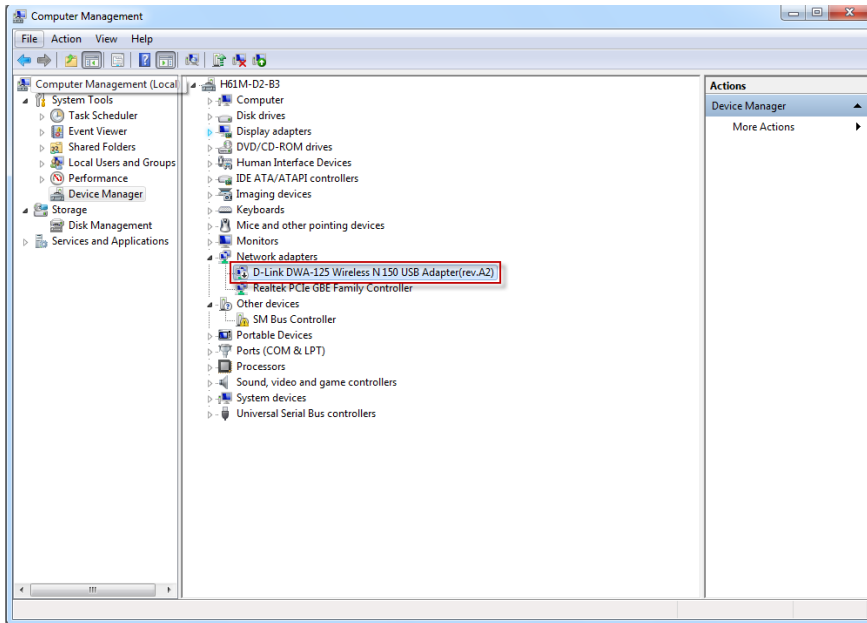 Computer Management
File Action View Help
Computer Management (Local
System Tools
Task Scheduler
Event Viewer
Shared Folders
Local Users and Groups
Performance
Device Manager
Storage
Disk Management
Services and Applications
H61M-D2-B3
Computer
Disk drives
Display adapters
DVD/CD-ROM drives
Human Interface Devices
IDE ATA/ATAPI controllers
Imaging devices
Keyboards
Mice and other pointing devices
Monitors
Network adapters
D-Link DWA-125 Wireless N 150 USB Adapter(rev.A2)
Realtek PCIe GBE Family Controller
Other devices
SM Bus Controller
Portable Devices
Ports (COM & LPT)
Processors
Sound, video and game controllers
System devices
Universal Serial Bus controllers
Actions
Device Manager
More Actions